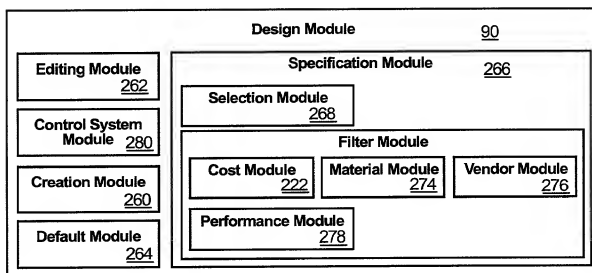 Design Module 90
Editing Module
262
Control System
Module 280
Creation Module
260
Default Module
264
Specification Module
266
Selection Module
268
Filter Module
Cost Module
222
Material Module
274
Vendor Module
276
Performance Module
278